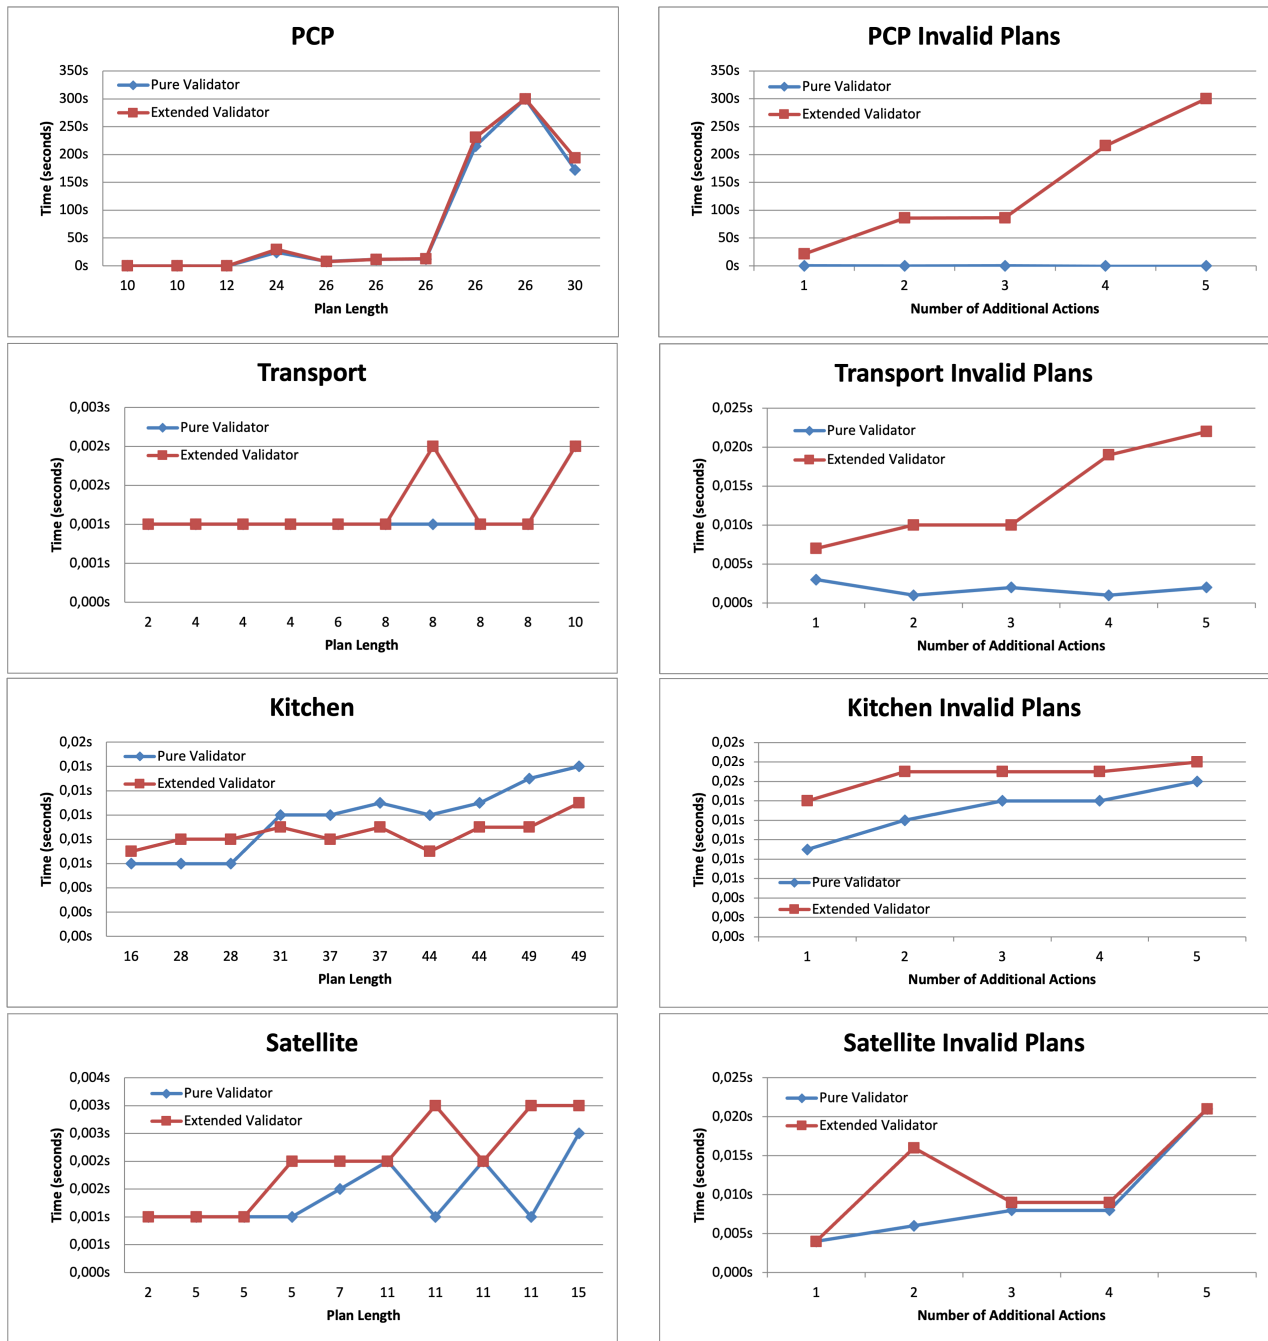 PCP
Pure Validator
Extended Validator
350s
300s
250s
200s
150s
100s
50s
0s
Time (seconds)
10 10 12 24 26 26 26 26 26 30
Plan Length
PCP Invalid Plans
Pure Validator
Extended Validator
350s
300s
250s
200s
150s
100s
50s
0s
Time (seconds)
1 2 3 4 5
Number of Additional Actions
Transport
Pure Validator
Extended Validator
0,003s
0,002s
0,002s
0,001s
0,001s
0,000s
Time (seconds)
2 4 4 4 6 8 8 8 8 10
Plan Length
Transport Invalid Plans
Pure Validator
Extended Validator
0,025s
0,020s
0,015s
0,010s
0,005s
0,000s
Time (seconds)
1 2 3 4 5
Number of Additional Actions
Kitchen
Pure Validator
Extended Validator
0,02s
0,01s
0,01s
0,01s
0,01s
0,01s
0,00s
0,00s
0,00s
Time (seconds)
16 28 28 31 37 37 44 44 49 49
Plan Length
Kitchen Invalid Plans
0,02s
0,02s
0,02s
0,01s
0,01s
0,01s
0,01s
0,01s
0,00s
0,00s
0,00s
Pure Validator
Extended Validator
Time (seconds)
1 2 3 4 5
Number of Additional Actions
Satellite
Pure Validator
Extended Validator
0,004s
0,003s
0,003s
0,002s
0,002s
0,001s
0,001s
0,000s
Time (seconds)
2 5 5 5 7 11 11 11 11 15
Plan Length
Satellite Invalid Plans
Pure Validator
Extended Validator
0,025s
0,020s
0,015s
0,010s
0,005s
0,000s
Time (seconds)
1 2 3 4 5
Number of Additional Actions